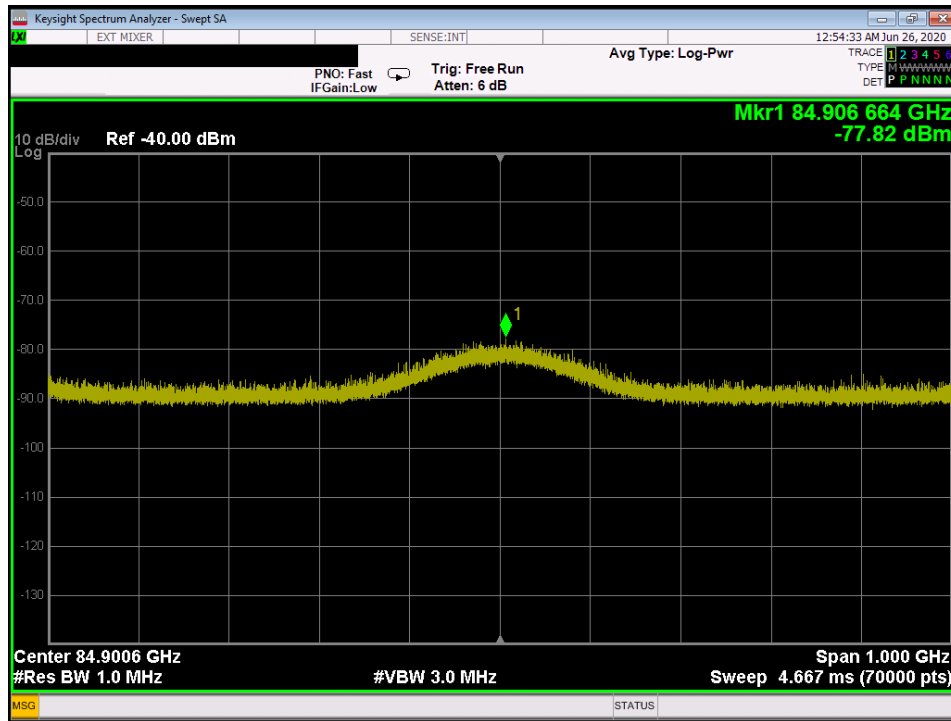 Keysight Spectrum Analyzer - Swept SA
LXI EXT MIXER SENSE:INT 12:54:33 AM Jun 26, 2020
PNO: Fast
IFGain:Low
Trig: Free Run
Atten: 6 dB
Avg Type: Log-Pwr
TRACE 1 2 3 4 5 6
TYPE M W W W W W
DET P P N N N N
Mkr1 84.906 664 GHz
-77.82 dBm
10 dB/div Ref -40.00 dBm
Log
-50.0
-60.0
-70.0
1
-80.0
-90.0
-100
-110
-120
-130
Center 84.9006 GHz Span 1.000 GHz
#Res BW 1.0 MHz #VBW 3.0 MHz Sweep 4.667 ms (70000 pts)
MSG STATUS